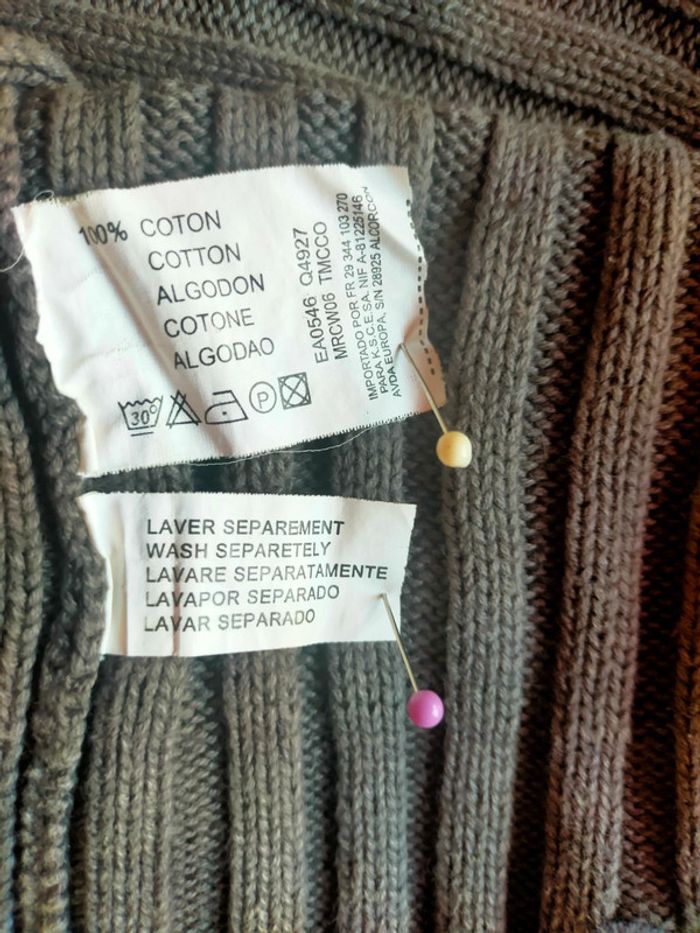 100% COTON
COTTON
ALGODON
COTONE
ALGODAO
EA0546 Q4927
MRCW06 TMCCO
IMPORTADO POR FR 29 344 103 270
PARA K.S.C.E.SA. NIF A-81225146
AVDA EUROPA, S/N 28925 ALCORCON
30°
P
LAVER SEPAREMENT
WASH SEPARETELY
LAVARE SEPARATAMENTE
LAVAPOR SEPARADO
LAVAR SEPARADO